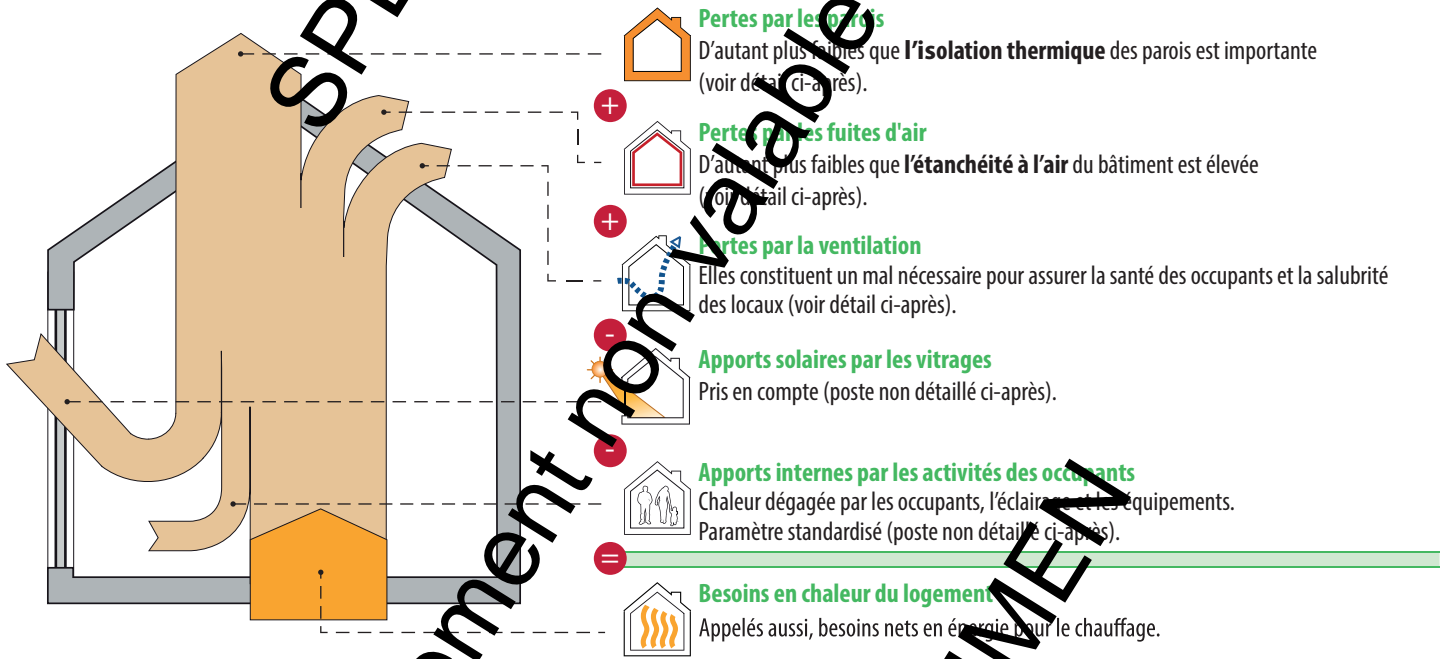 Pertes par les parois
D'autant plus faibles que l'isolation thermique des parois est importante
(voir détail ci-après).
+
Pertes par les fuites d'air
D'autant plus faibles que l'étanchéité à l'air du bâtiment est élevée
(voir détail ci-après).
+
Pertes par la ventilation
Elles constituent un mal nécessaire pour assurer la santé des occupants et la salubrité
des locaux (voir détail ci-après).
-
Apports solaires par les vitrages
Pris en compte (poste non détaillé ci-après).
-
Apports internes par les activités des occupants
Chaleur dégagée par les occupants, l'éclairage et les équipements.
Paramètre standardisé (poste non détaillé ci-après).
=
Besoins en chaleur du logement
Appelés aussi, besoins nets en énergie pour le chauffage.
non valable